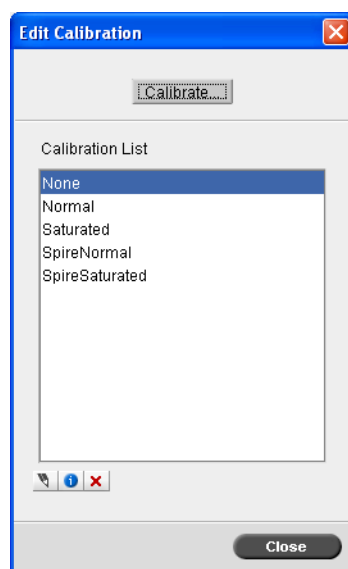 Edit Calibration
Calibrate...
Calibration List
None
Normal
Saturated
SpireNormal
SpireSaturated
Close